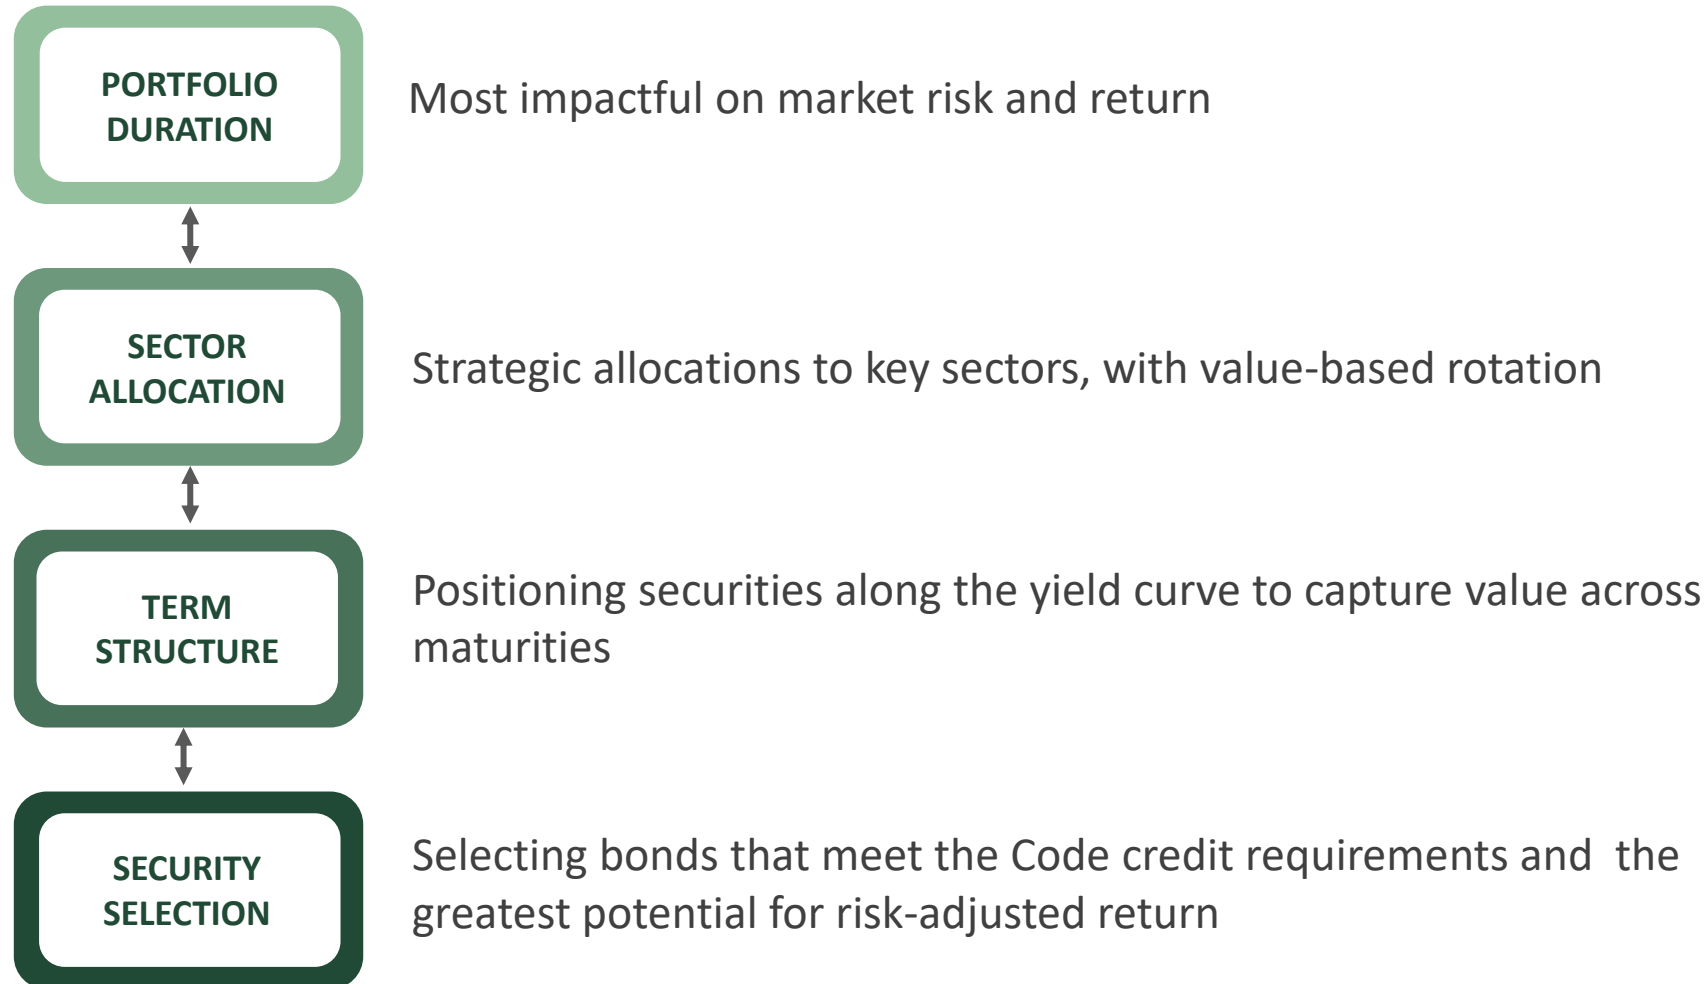 PORTFOLIO
DURATION
Most impactful on market risk and return
SECTOR
ALLOCATION
Strategic allocations to key sectors, with value-based rotation
TERM
STRUCTURE
Positioning securities along the yield curve to capture value across
maturities
SECURITY
SELECTION
Selecting bonds that meet the Code credit requirements and  the
greatest potential for risk-adjusted return